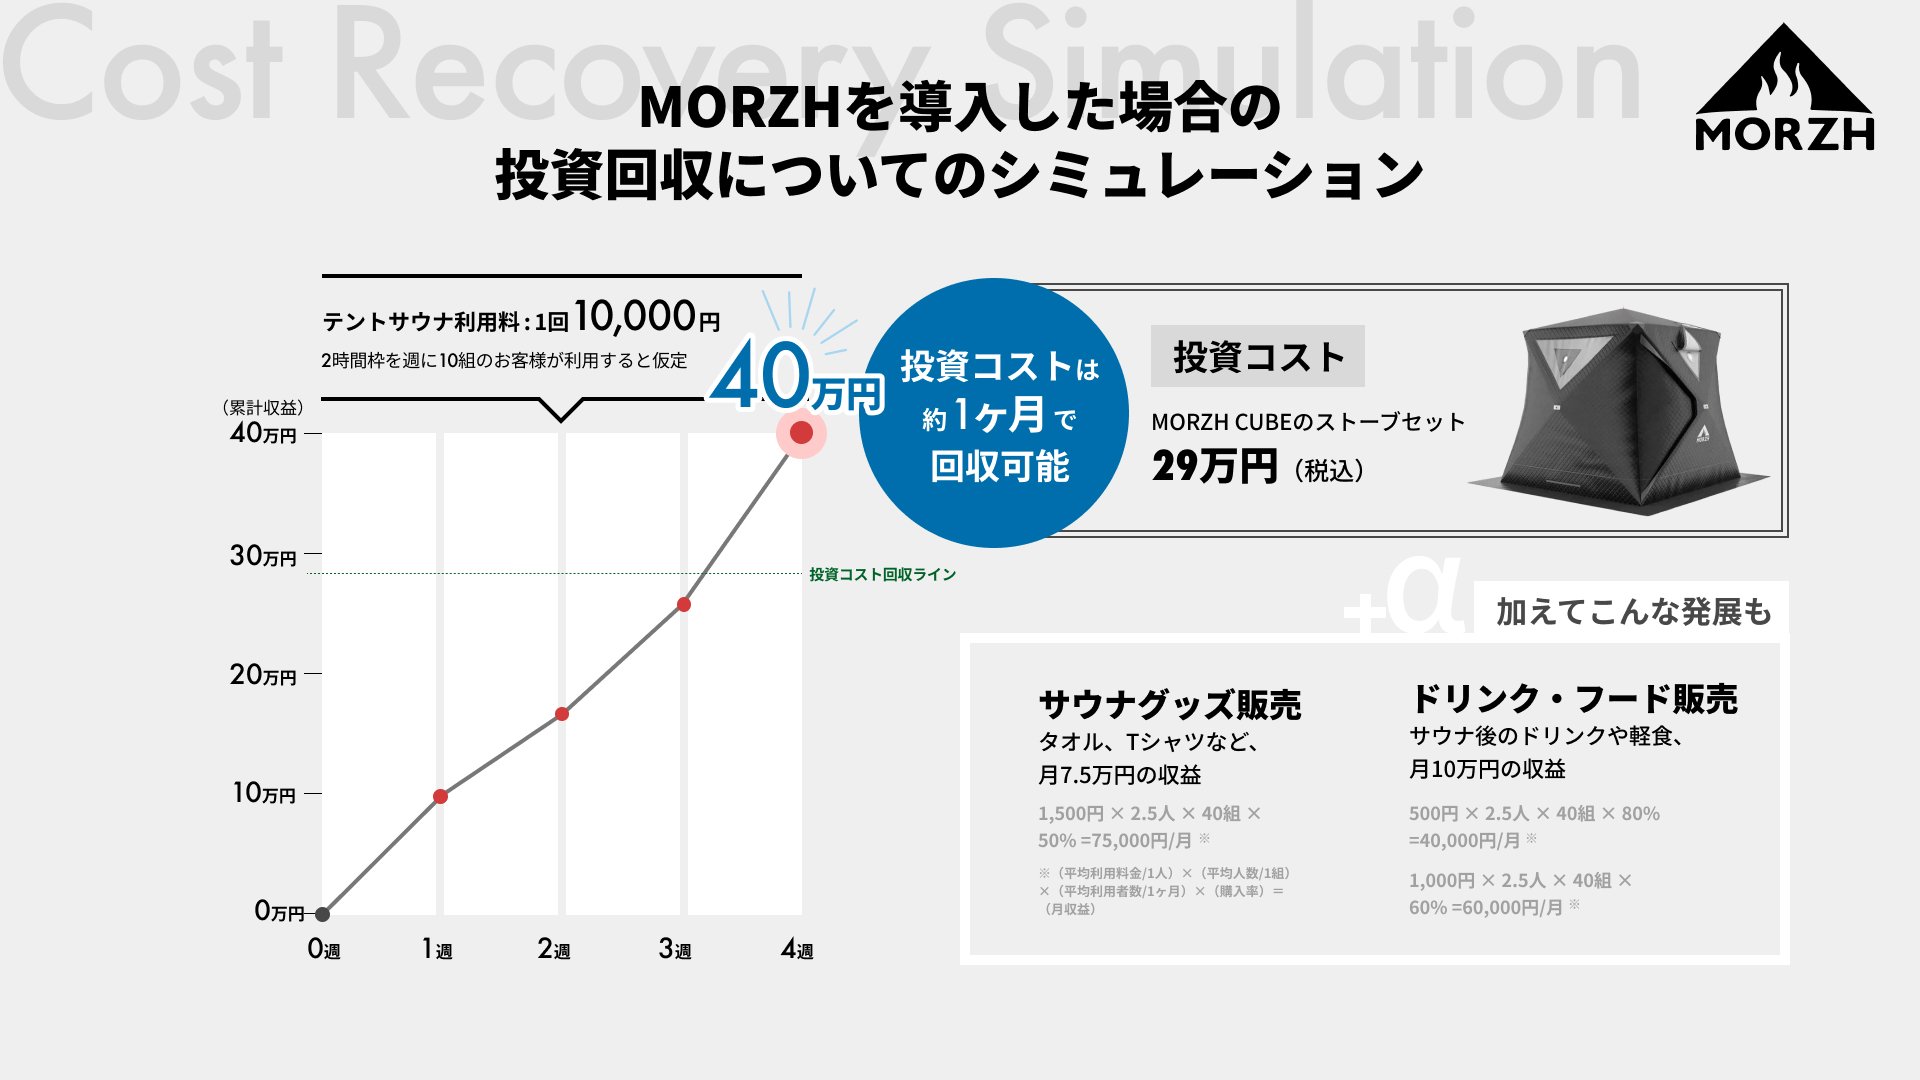 Cost Recovery Simulation
MORZHを導入した場合の
投資回収についてのシミュレーション
MORZH
テントサウナ利用料 : 1回10,000円
2時間枠を週に10組のお客様が利用すると仮定
40万円
(累計収益)
40万円
30万円
20万円
10万円
0万円
0週
1週
2週
3週
4週
投資コスト回収ライン
投資コストは
約1ヶ月で
回収可能
投資コスト
MORZH CUBEのストーブセット
29万円(税込)
MORZH
+α
加えてこんな発展も
サウナグッズ販売
タオル、Tシャツなど、
月7.5万円の収益
1,500円 × 2.5人 × 40組 ×
50% =75,000円/月 ※
※(平均利用料金/1人)×(平均人数/1組)
×(平均利用者数/1ヶ月)×(購入率)=
(月収益)
ドリンク・フード販売
サウナ後のドリンクや軽食、
月10万円の収益
500円 × 2.5人 × 40組 × 80%
=40,000円/月 ※
1,000円 × 2.5人 × 40組 ×
60% =60,000円/月 ※